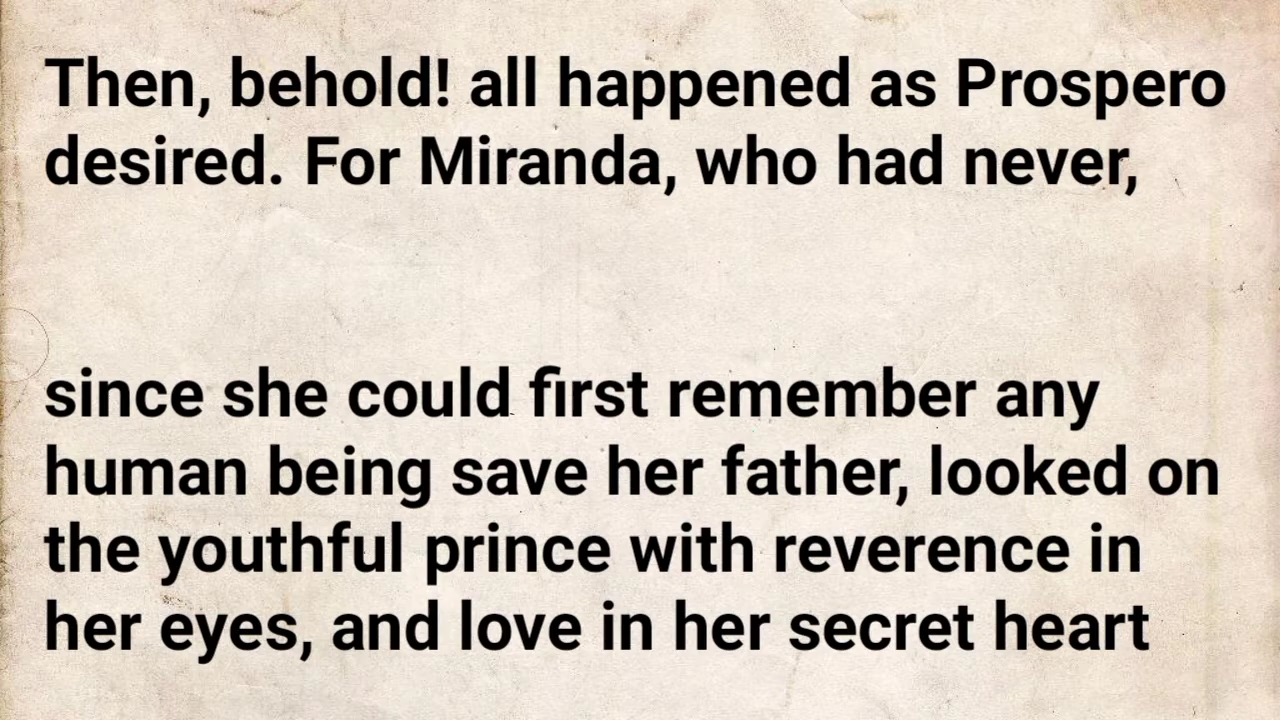 Then, behold! all happened as Prospero
desired. For Miranda, who had never,
since she could first remember any
human being save her father, looked on
the youthful prince with reverence in
her eyes, and love in her secret heart